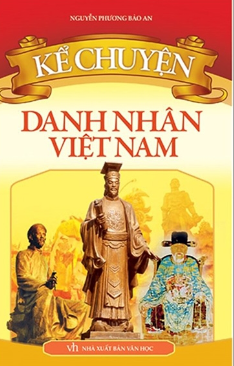 NGUYỄN PHƯƠNG BẢO AN
KỂ CHUYỆN
DANH NHÂN
VIỆT NAM
vh NHÀ XUẤT BẢN VĂN HỌC